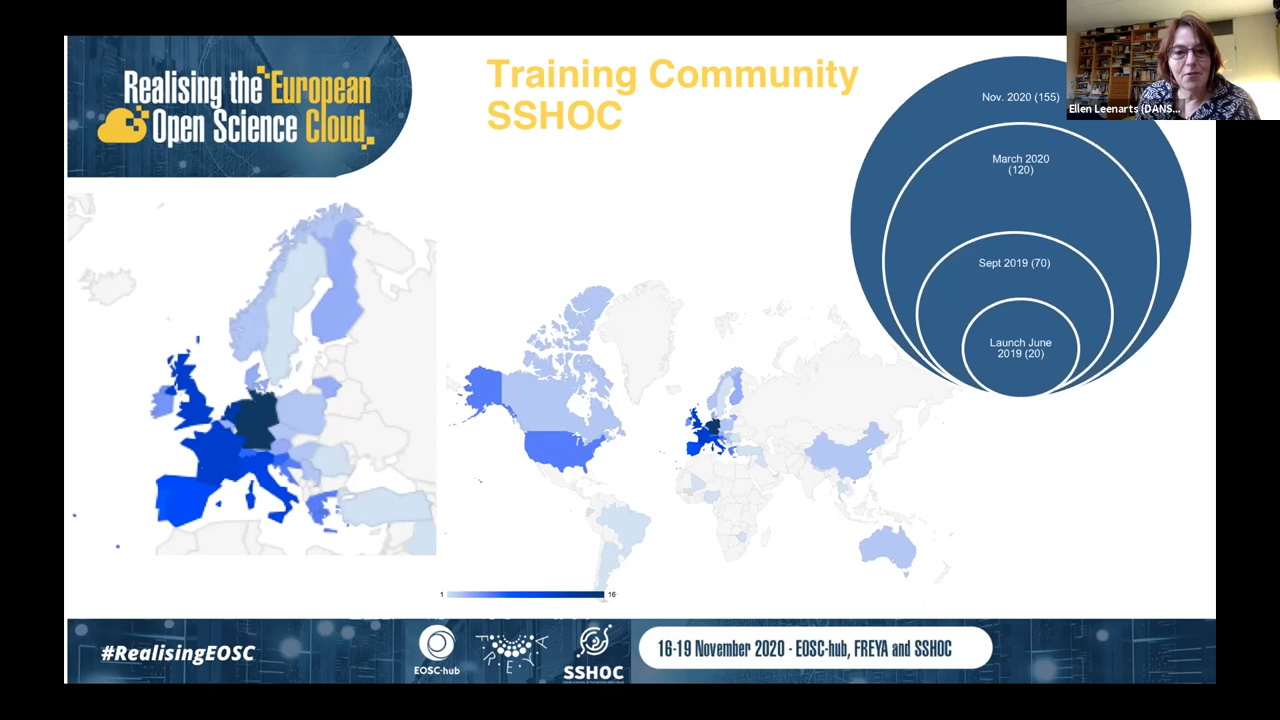 Realising the European
Open Science Cloud
Training Community
SSHOC
Nov. 2020 (155)
March 2020
(120)
Sept 2019 (70)
Launch June
2019 (20)
Ellen Leenarts (DANS...
1
16
#RealisingEOSC
EOSC-hub
FREYA
SSHOC
16-19 November 2020 - EOSC-hub, FREYA and SSHOC